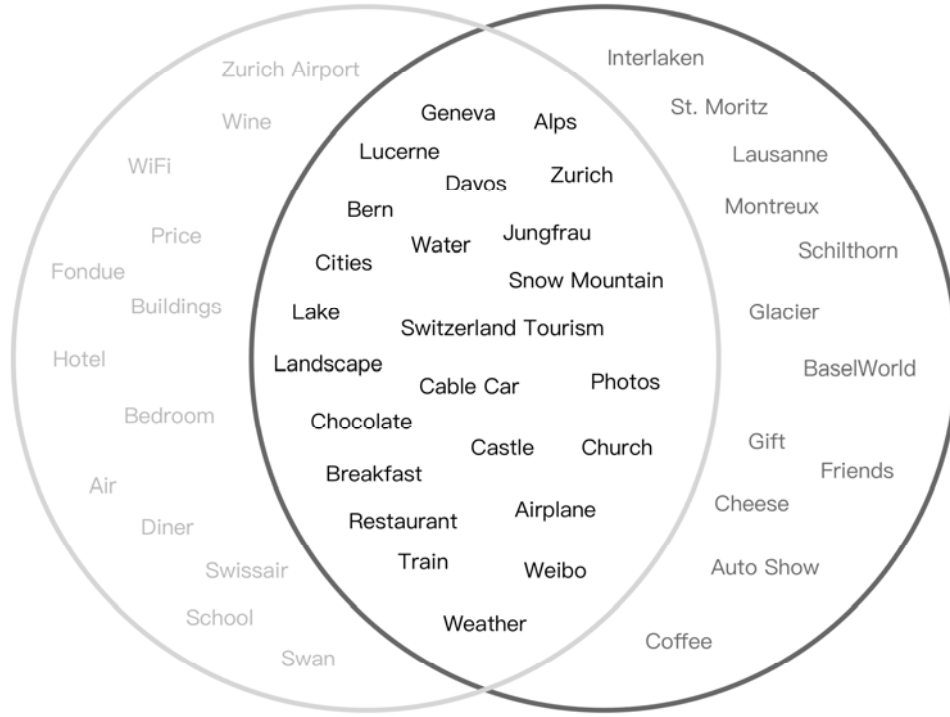 Zurich Airport
Wine
WiFi
Price
Fondue
Buildings
Hotel
Bedroom
Air
Diner
Swissair
School
Swan
Geneva
Alps
Lucerne
Davos
Zurich
Bern
Water
Jungfrau
Cities
Snow Mountain
Lake
Switzerland Tourism
Landscape
Cable Car
Photos
Chocolate
Castle
Church
Breakfast
Restaurant
Airplane
Train
Weibo
Weather
Interlaken
St. Moritz
Lausanne
Montreux
Schilthorn
Glacier
BaselWorld
Gift
Friends
Cheese
Auto Show
Coffee